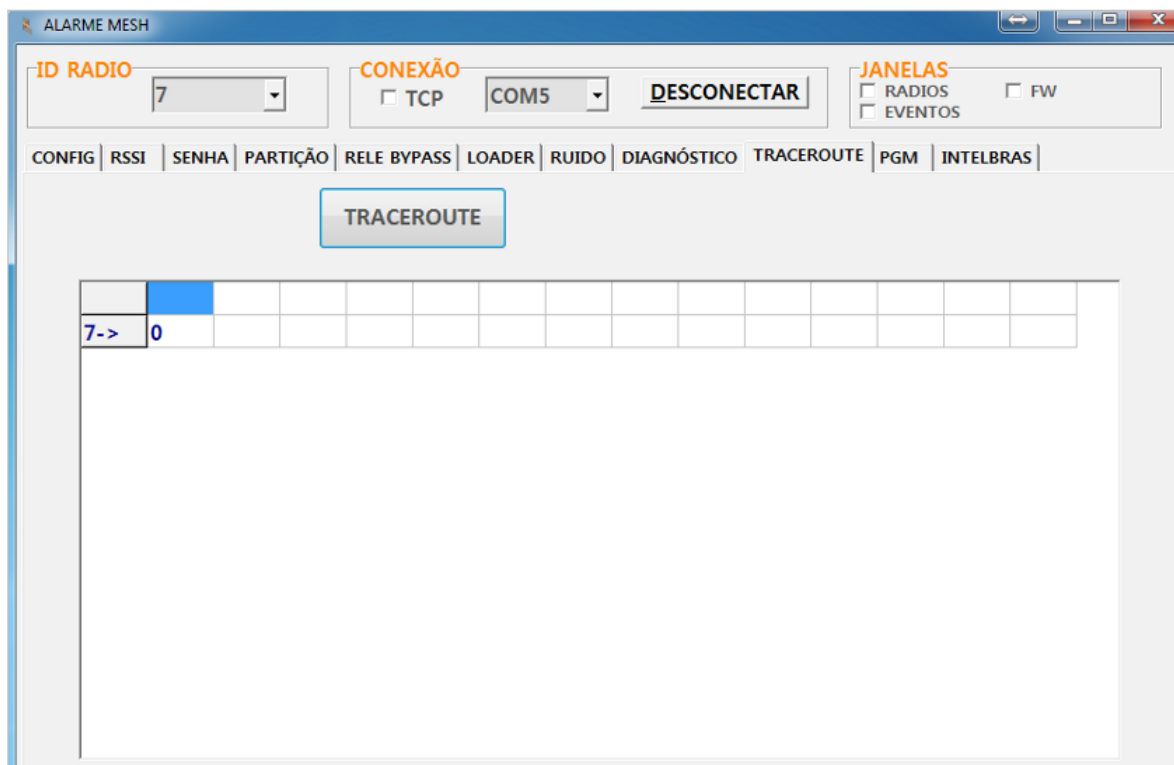 ALARME MESH
ID RADIO
7
CONEXÃO
TCP COM5 DESCONECTAR
JANELAS
RADIOS FW
EVENTOS
CONFIG RSSI SENHA PARTIÇÃO RELE BYPASS LOADER RUIDO DIAGNÓSTICO TRACEROUTE PGM INTELBRAS
TRACEROUTE
7-> 0